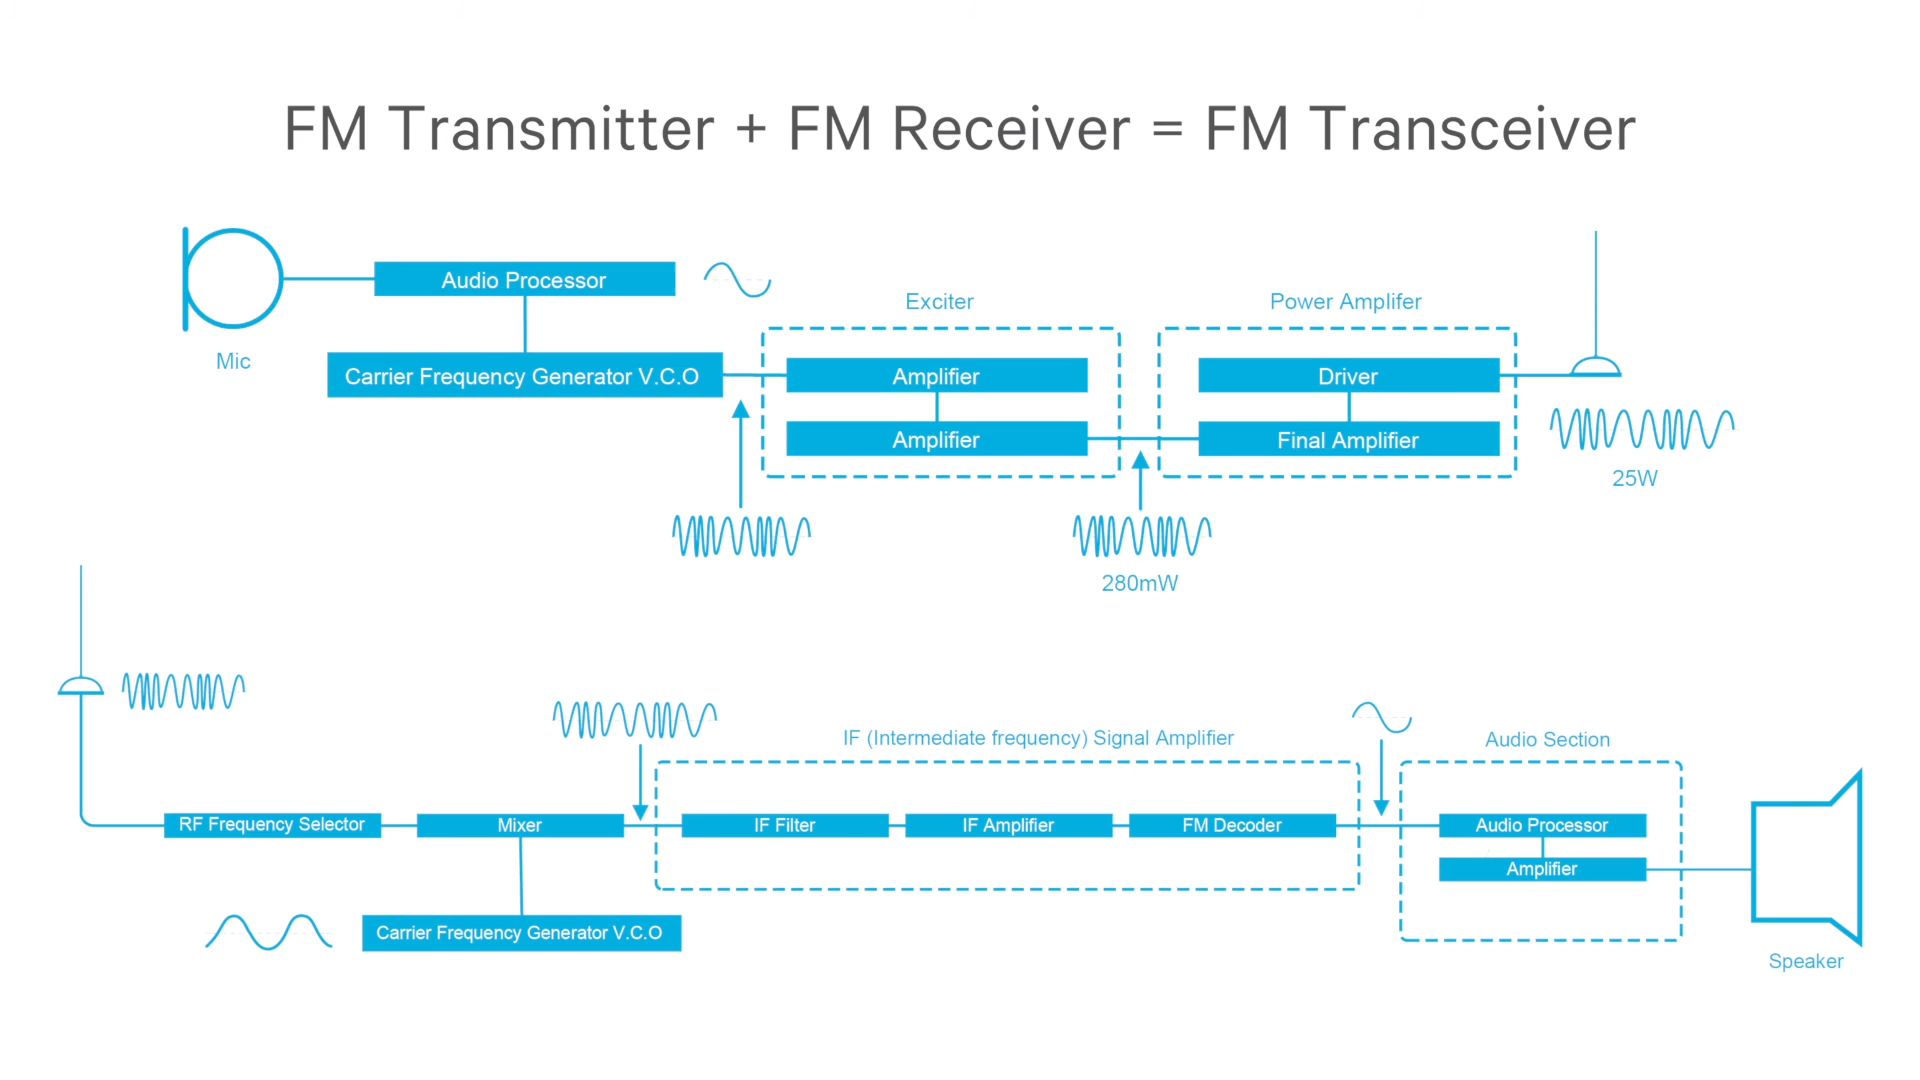 FM Transmitter + FM Receiver = FM Transceiver
Audio Processor
Mic
Carrier Frequency Generator V.C.O
Exciter
Amplifier
Amplifier
Power Amplifer
Driver
Final Amplifier
25W
280mW
IF (Intermediate frequency) Signal Amplifier
Audio Section
RF Frequency Selector
Mixer
IF Filter
IF Amplifier
FM Decoder
Audio Processor
Amplifier
Carrier Frequency Generator V.C.O
Speaker